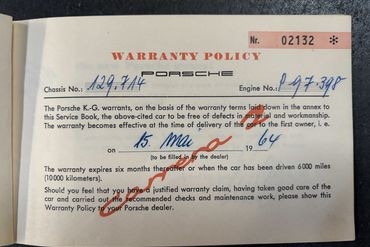 Nr. 02132 *
WARRANTY POLICY
PORSCHE
Chassis No.: 129.714 Engine No.: P 97.398
The Porsche K.-G. warrants, on the basis of the warranty terms laid down in the annex to
this Service Book, the above-cited car to be free of defects in material and workmanship.
The warranty becomes effective at the time of delivery of the car to the first owner, i. e.
on 15. Mai 1964
(to be filled in by the dealer)
The warranty expires six months thereafter or when the car has been driven 6000 miles
(10000 kilometers).
Should you feel that you have a justified warranty claim, having taken good care of the
car and carried out the recommended checks and maintenance work, please show this
Warranty Policy to your Porsche dealer.
Carrera 2